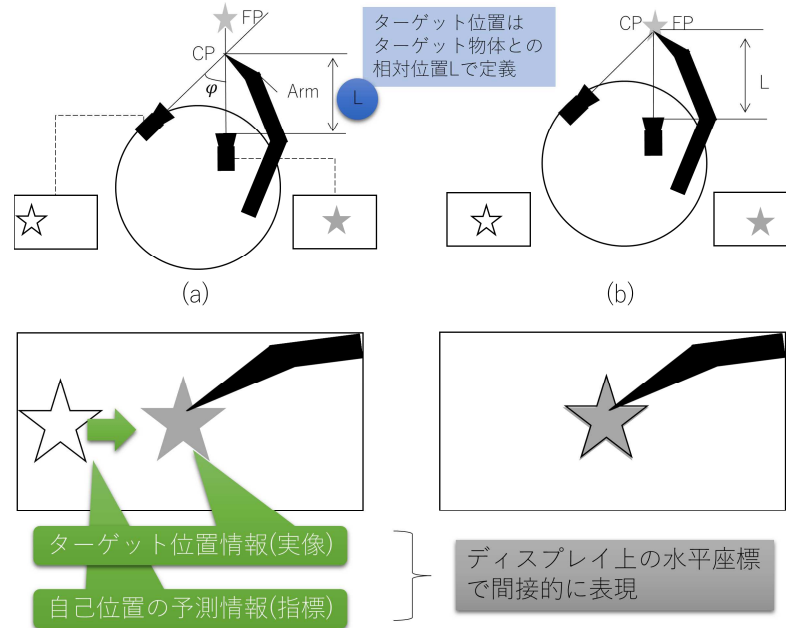 FP
CP
φ
Arm
L
ターゲット位置は
ターゲット物体との
相対位置Lで定義
CP
FP
L
(a)
(b)
ターゲット位置情報(実像)
自己位置の予測情報(指標)
ディスプレイ上の水平座標
で間接的に表現